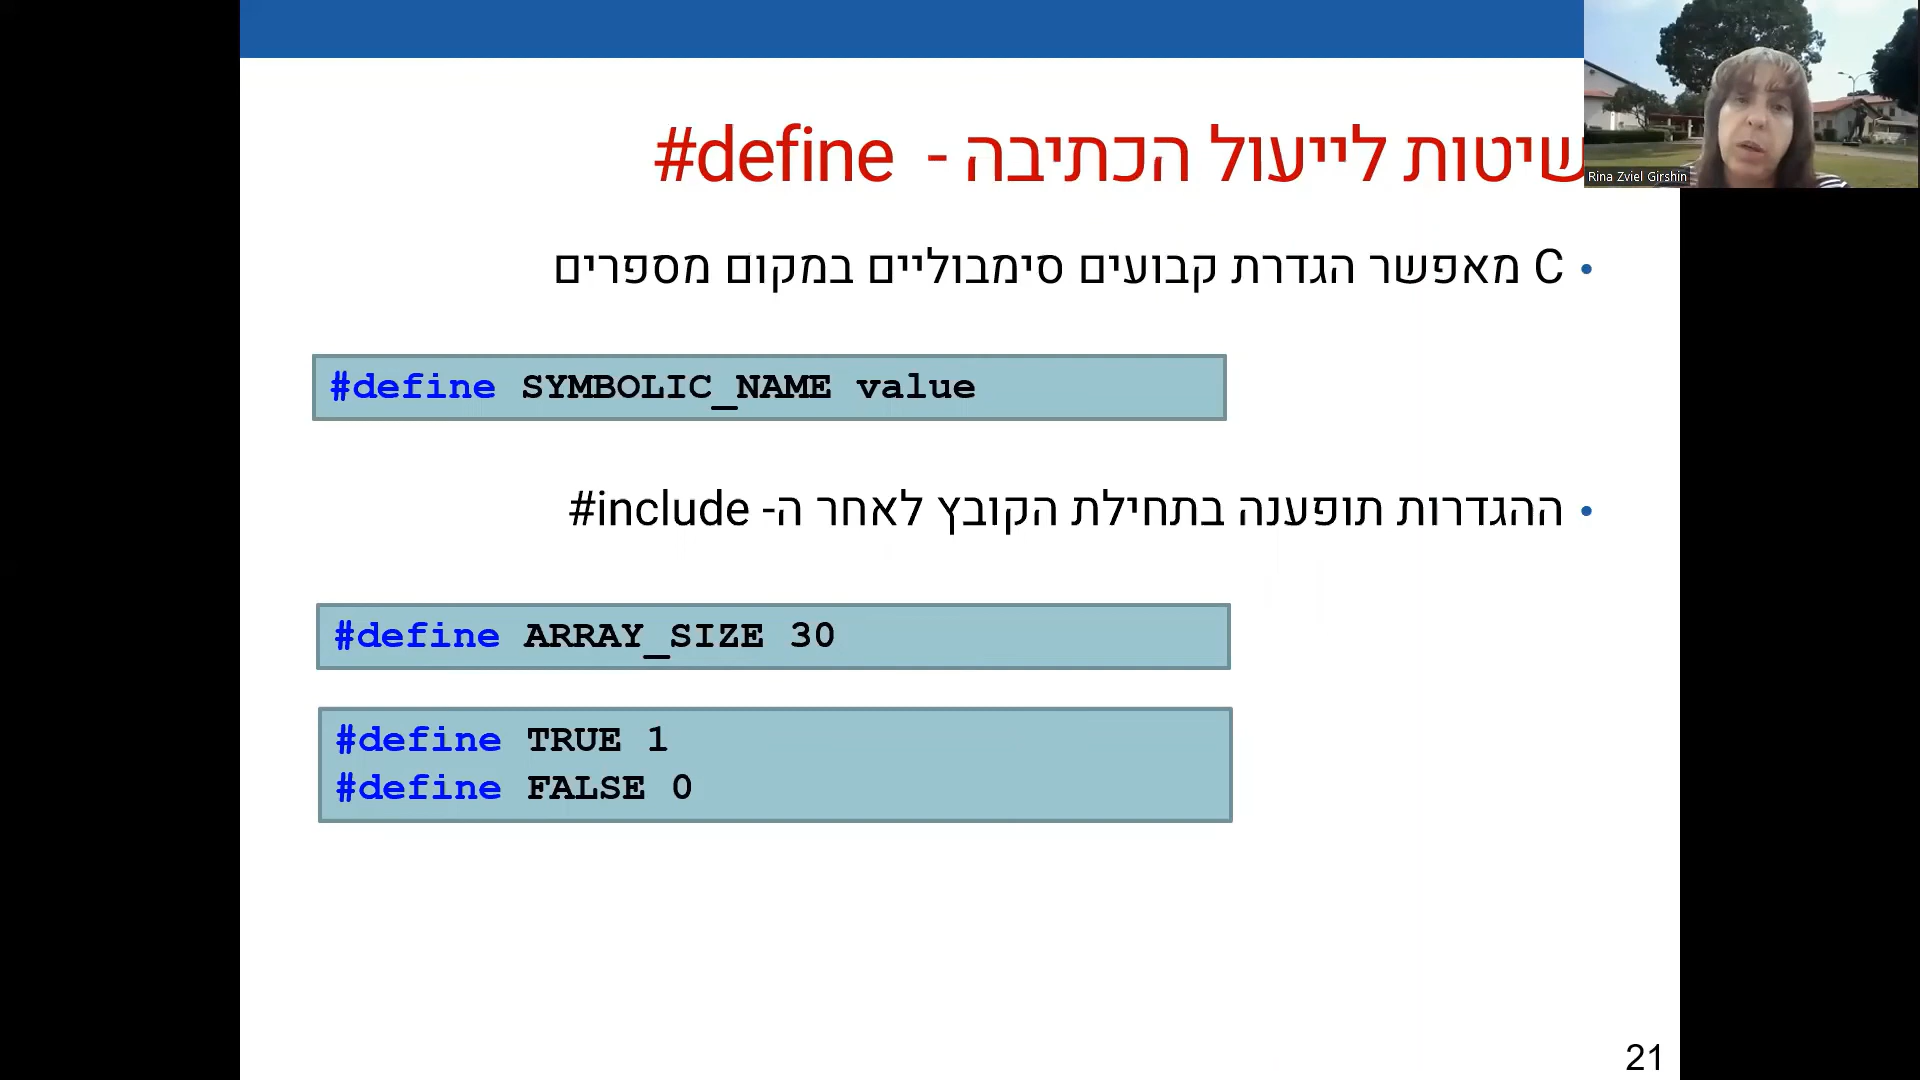 שיטות לייעול הכתיבה - #define
Rina Zviel Girshin
• C מאפשר הגדרת קבועים סימבוליים במקום מספרים
#define SYMBOLIC_NAME value
• ההגדרות תופענה בתחילת הקובץ לאחר ה- #include
#define ARRAY_SIZE 30
#define TRUE 1
#define FALSE 0
21